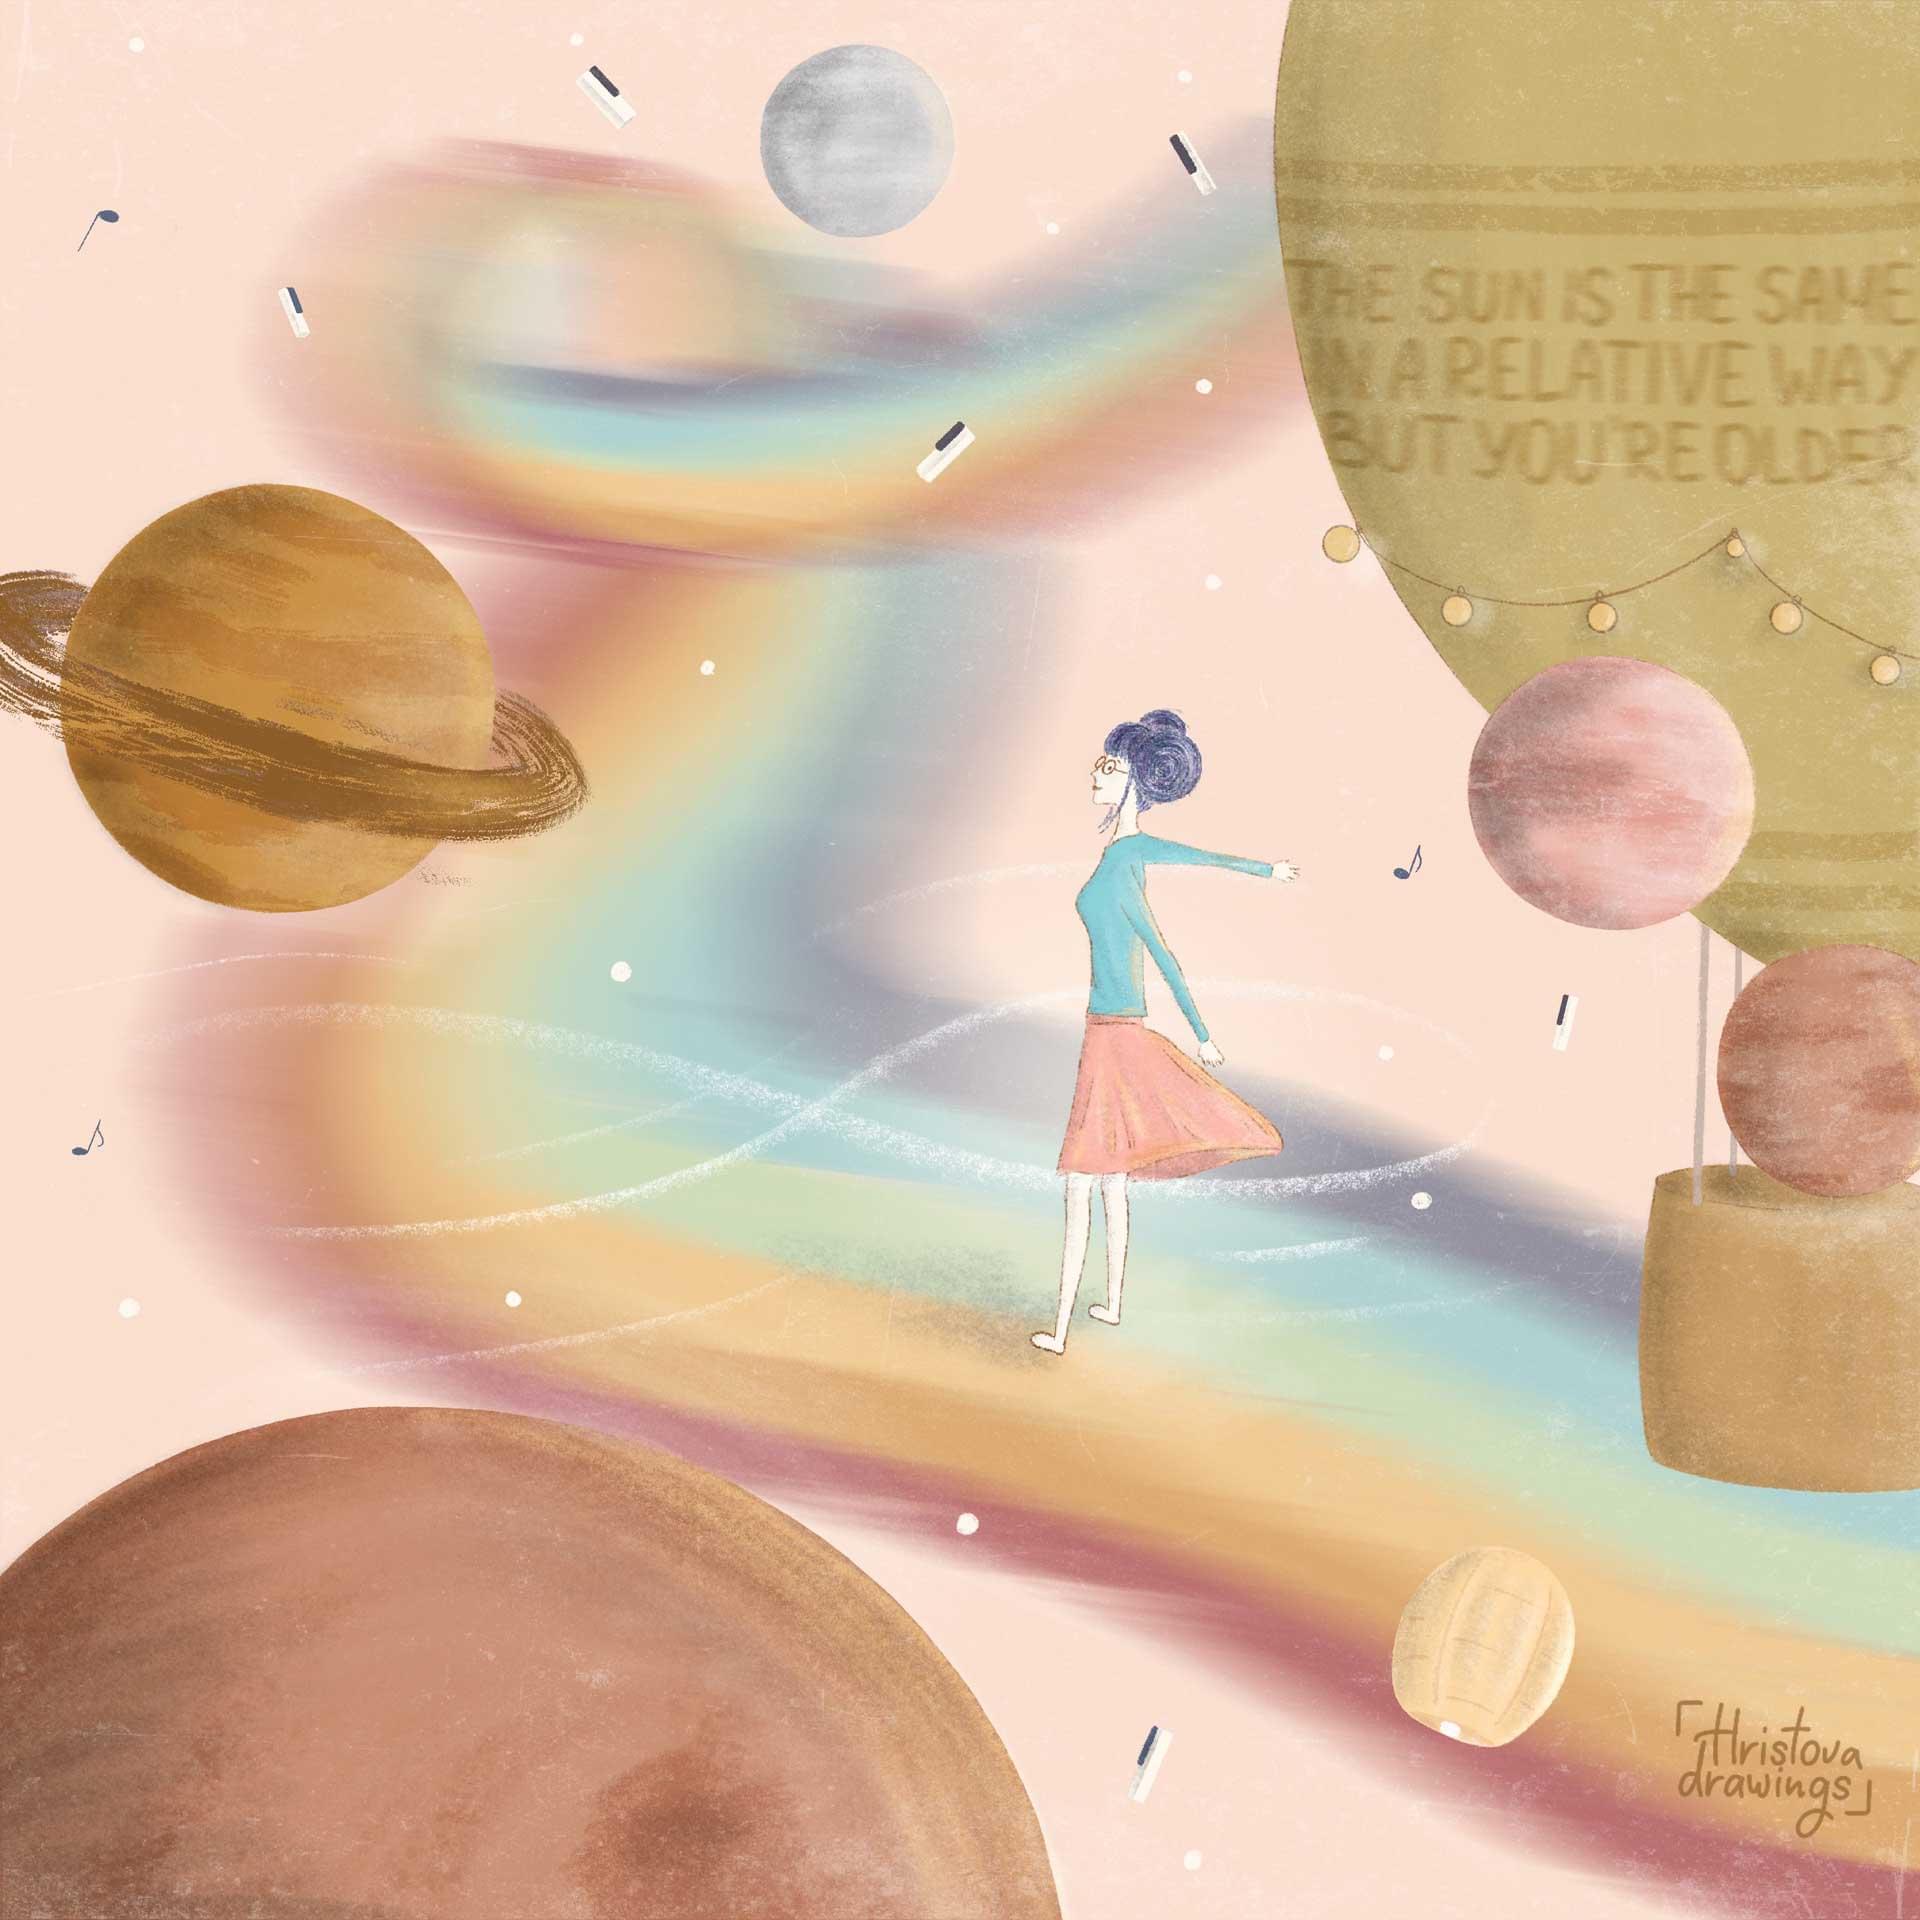 THE SUN IS THE SAME
IN A RELATIVE WAY
BUT YOU'RE OLDER
Hristova
drawings